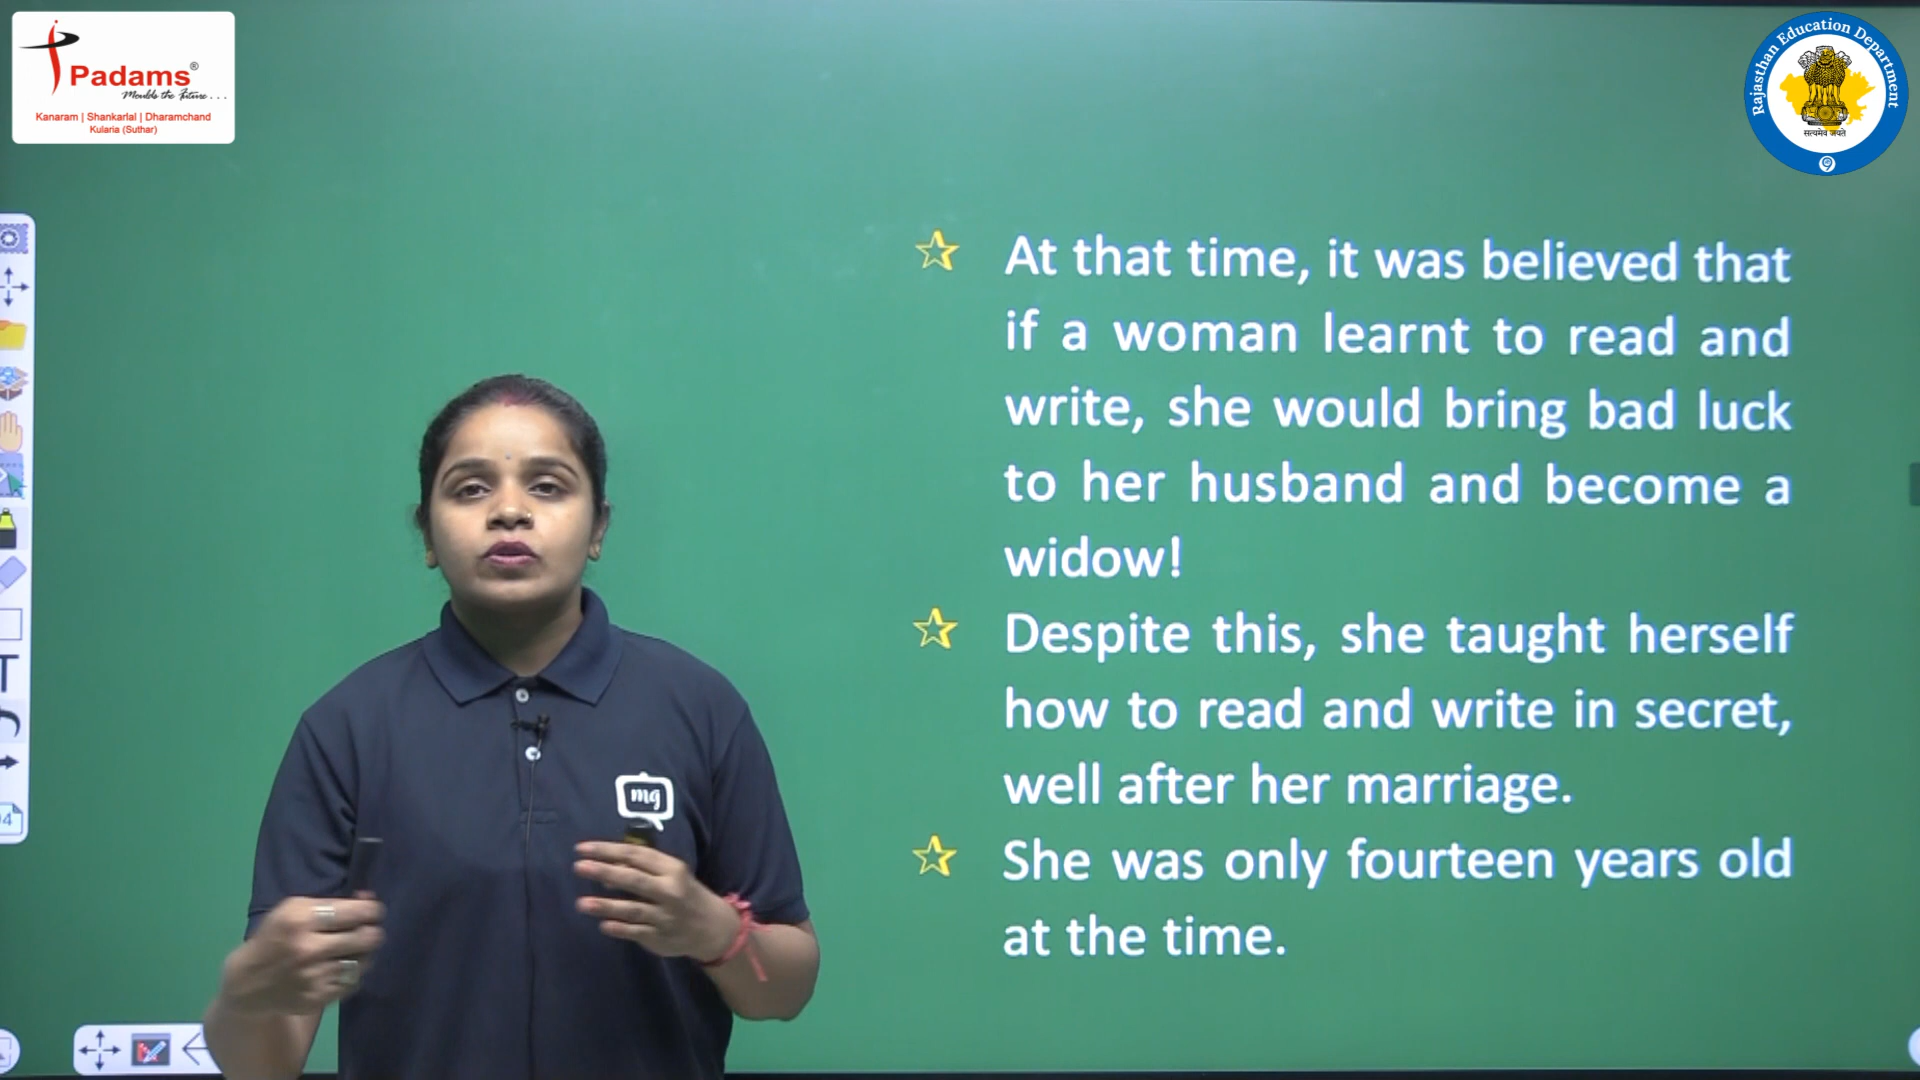 Padams®
Moulds the Future...
Kanaram | Shankarlal | Dharamchand
Kularia (Suthar)
Rajasthan Education Department
सत्यमेव जयते
At that time, it was believed that
if a woman learnt to read and
write, she would bring bad luck
to her husband and become a
widow!
Despite this, she taught herself
how to read and write in secret,
well after her marriage.
She was only fourteen years old
at the time.
mg
T